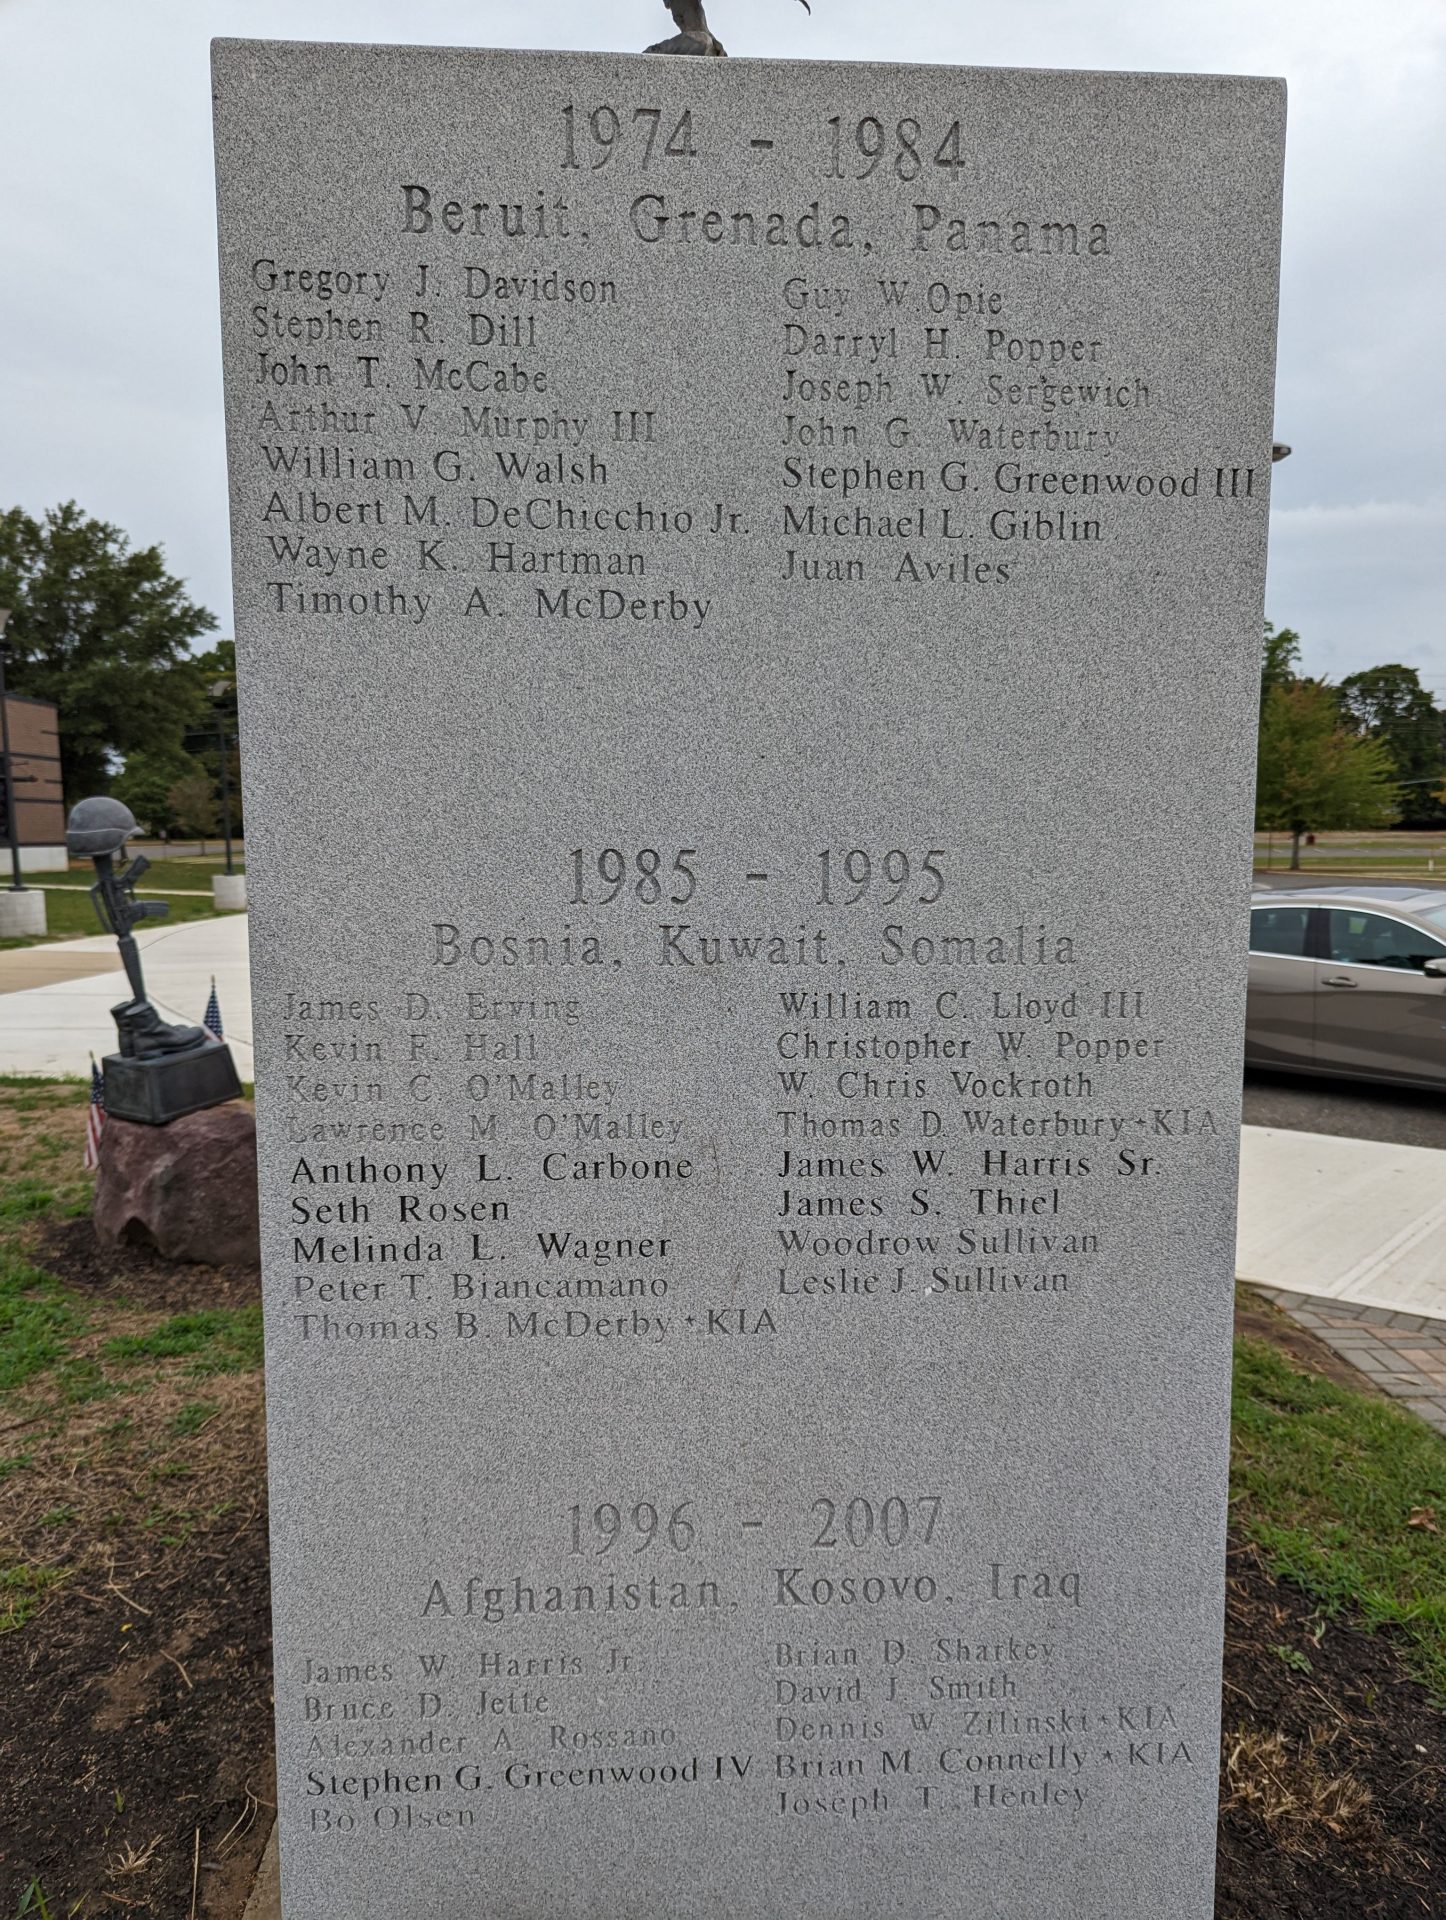 1974 - 1984
Beruit, Grenada, Panama
Gregory J. Davidson
Stephen R. Dill
John T. McCabe
Arthur V. Murphy III
William G. Walsh
Albert M. DeChicchio Jr.
Wayne K. Hartman
Timothy A. McDerby
Guy W. Opie
Darryl H. Popper
Joseph W. Sergewich
John G. Waterbury
Stephen G. Greenwood III
Michael L. Giblin
Juan Aviles
1985 - 1995
Bosnia, Kuwait, Somalia
James D. Erving
Kevin F. Hall
Kevin C. O'Malley
Lawrence M. O'Malley
Anthony L. Carbone
Seth Rosen
Melinda L. Wagner
Peter T. Biancamano
Thomas B. McDerby ★ KIA
William C. Lloyd III
Christopher W. Popper
W. Chris Vockroth
Thomas D. Waterbury ★ KIA
James W. Harris Sr.
James S. Thiel
Woodrow Sullivan
Leslie J. Sullivan
1996 - 2007
Afghanistan, Kosovo, Iraq
James W. Harris Jr.
Bruce D. Jette
Alexander A. Rossano
Stephen G. Greenwood IV
Bo Olsen
Brian D. Sharkey
David J. Smith
Dennis W. Zilinski ★ KIA
Brian M. Connelly ★ KIA
Joseph T. Henley